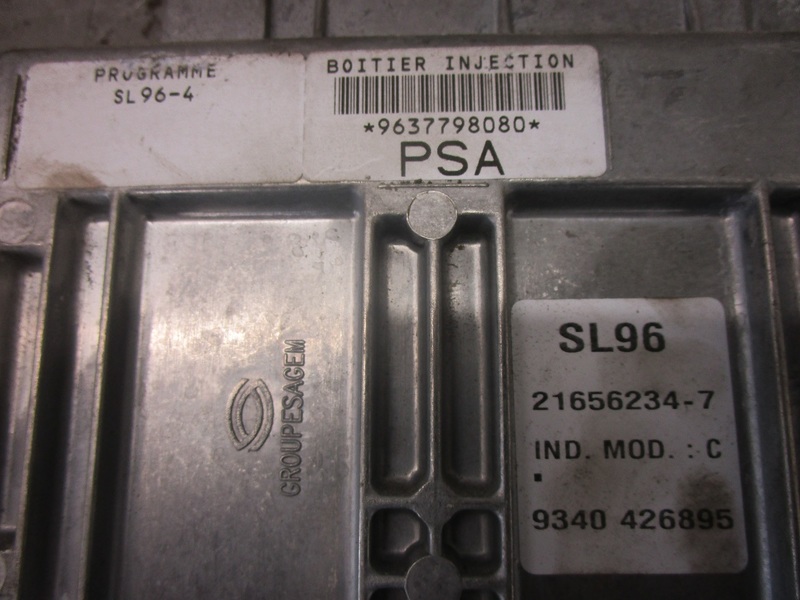 PROGRAMME
SL96-4
BOITIER INJECTION
*9637798080*
PSA
GROUPESAGEM
SL96
21656234-7
IND. MOD. : C
9340 426895